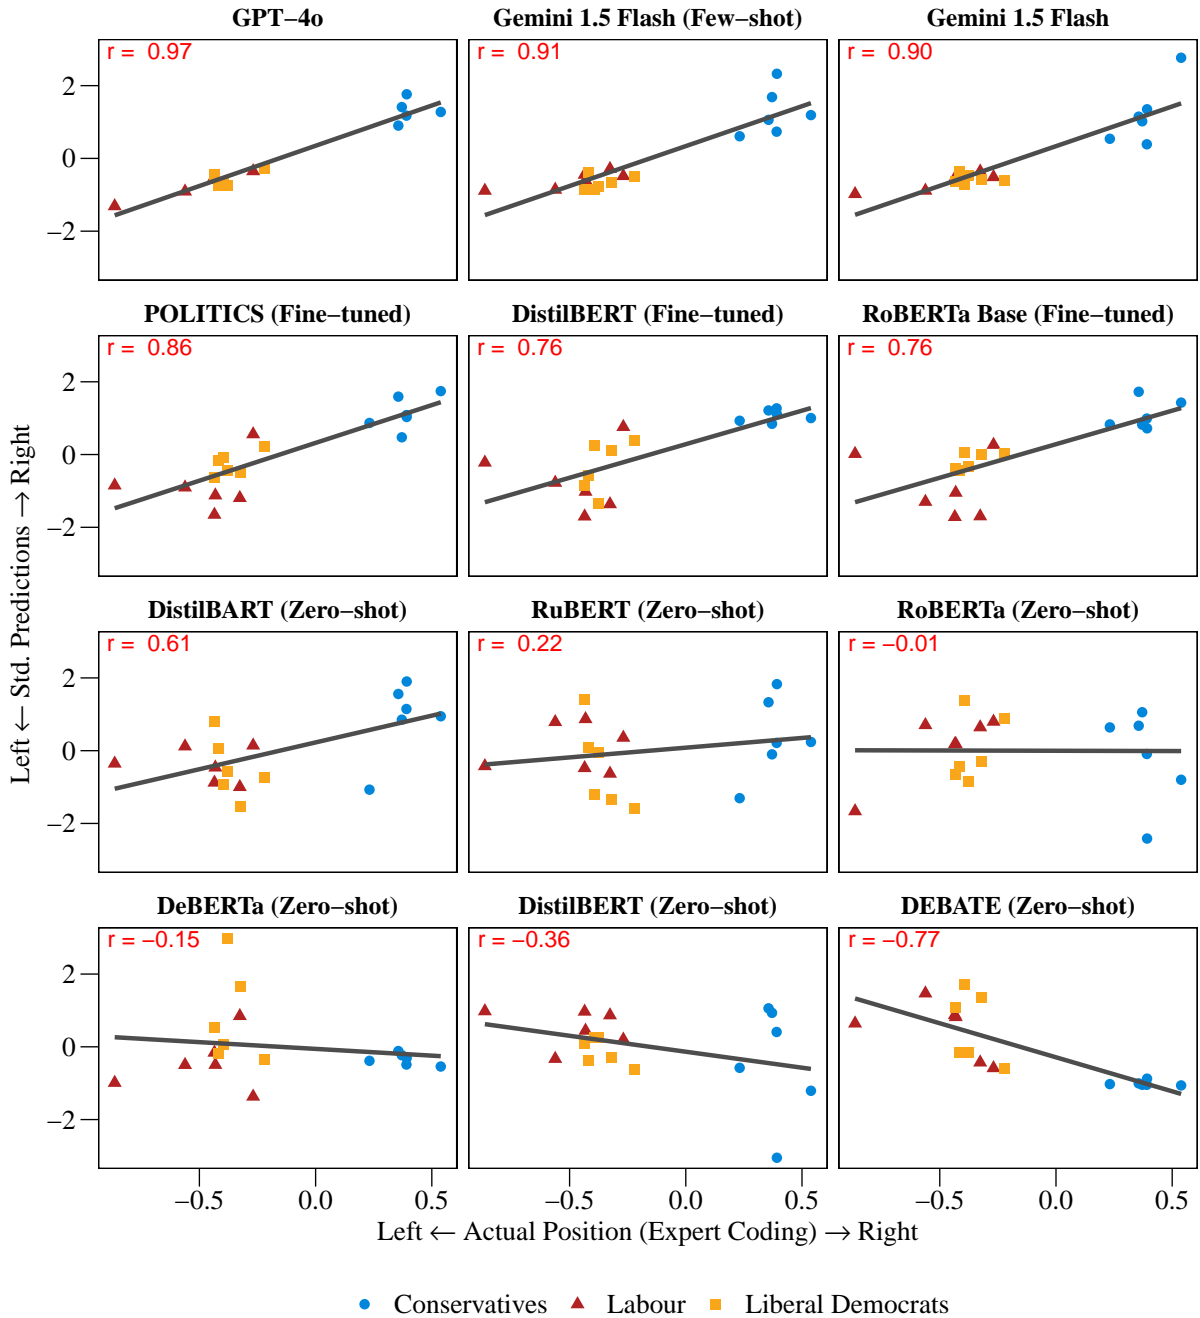 GPT−4o
Gemini 1.5 Flash (Few−shot)
Gemini 1.5 Flash
r = 0.97
r = 0.91
r = 0.90
2
0
−2
POLITICS (Fine−tuned)
DistilBERT (Fine−tuned)
RoBERTa Base (Fine−tuned)
r = 0.86
r = 0.76
r = 0.76
2
0
−2
DistilBART (Zero−shot)
RuBERT (Zero−shot)
RoBERTa (Zero−shot)
r = 0.61
r = 0.22
r = −0.01
2
0
−2
DeBERTa (Zero−shot)
DistilBERT (Zero−shot)
DEBATE (Zero−shot)
r = −0.15
r = −0.36
r = −0.77
2
0
−2
−0.5 0.0 0.5
−0.5 0.0 0.5
−0.5 0.0 0.5
Left ← Std. Predictions → Right
Left ← Actual Position (Expert Coding) → Right
Conservatives Labour Liberal Democrats